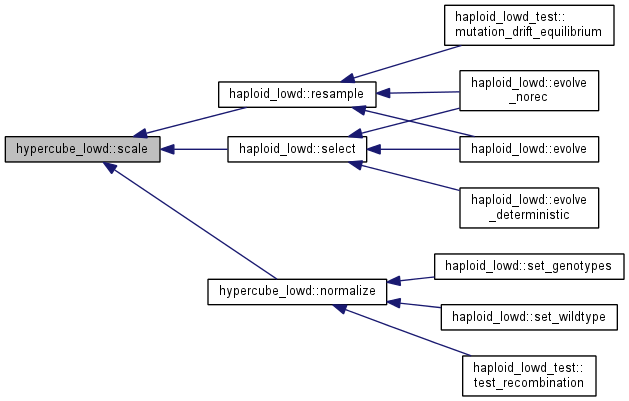 haploid_lowd_test::
mutation_drift_equilibrium
haploid_lowd::resample
haploid_lowd::evolve
_norec
hypercube_lowd::scale
haploid_lowd::select
haploid_lowd::evolve
haploid_lowd::evolve
_deterministic
haploid_lowd::set_genotypes
hypercube_lowd::normalize
haploid_lowd::set_wildtype
haploid_lowd_test::
test_recombination